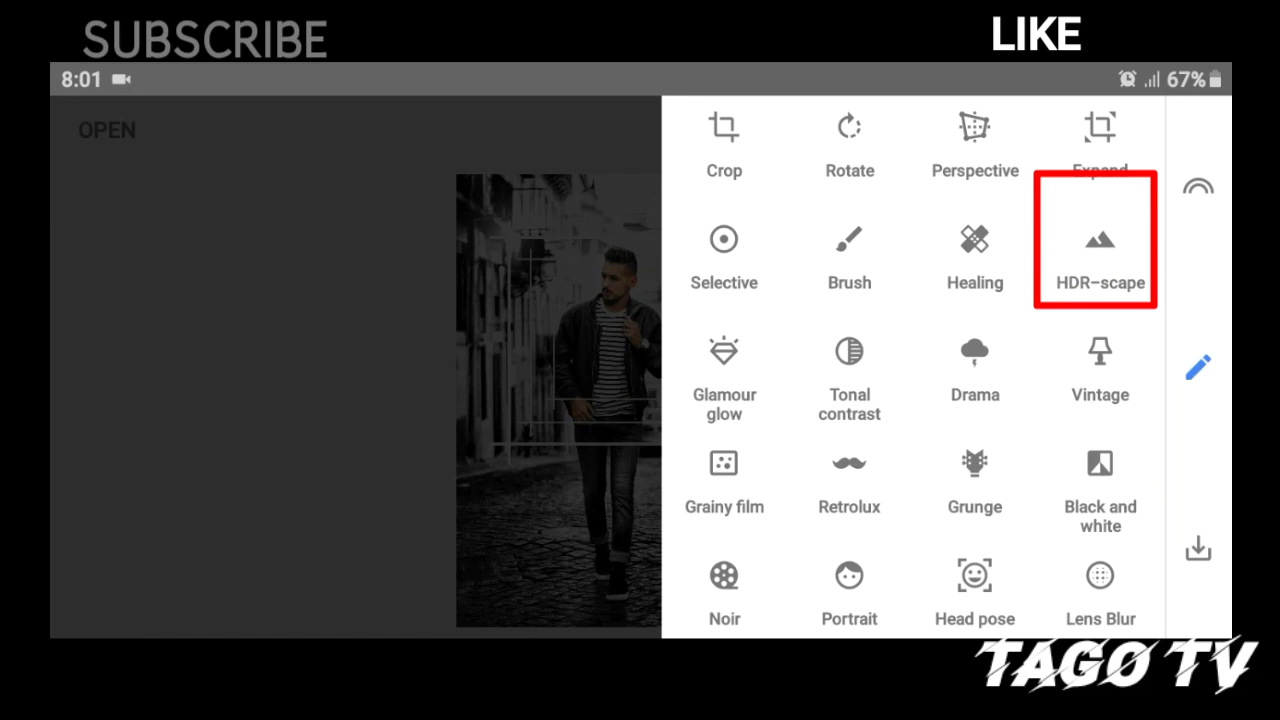 SUBSCRIBE
LIKE
8:01
67%
OPEN
Crop
Rotate
Perspective
Expand
Selective
Brush
Healing
HDR-scape
Glamour
glow
Tonal
contrast
Drama
Vintage
Grainy film
Retrolux
Grunge
Black and
white
Noir
Portrait
Head pose
Lens Blur
TAGO TV